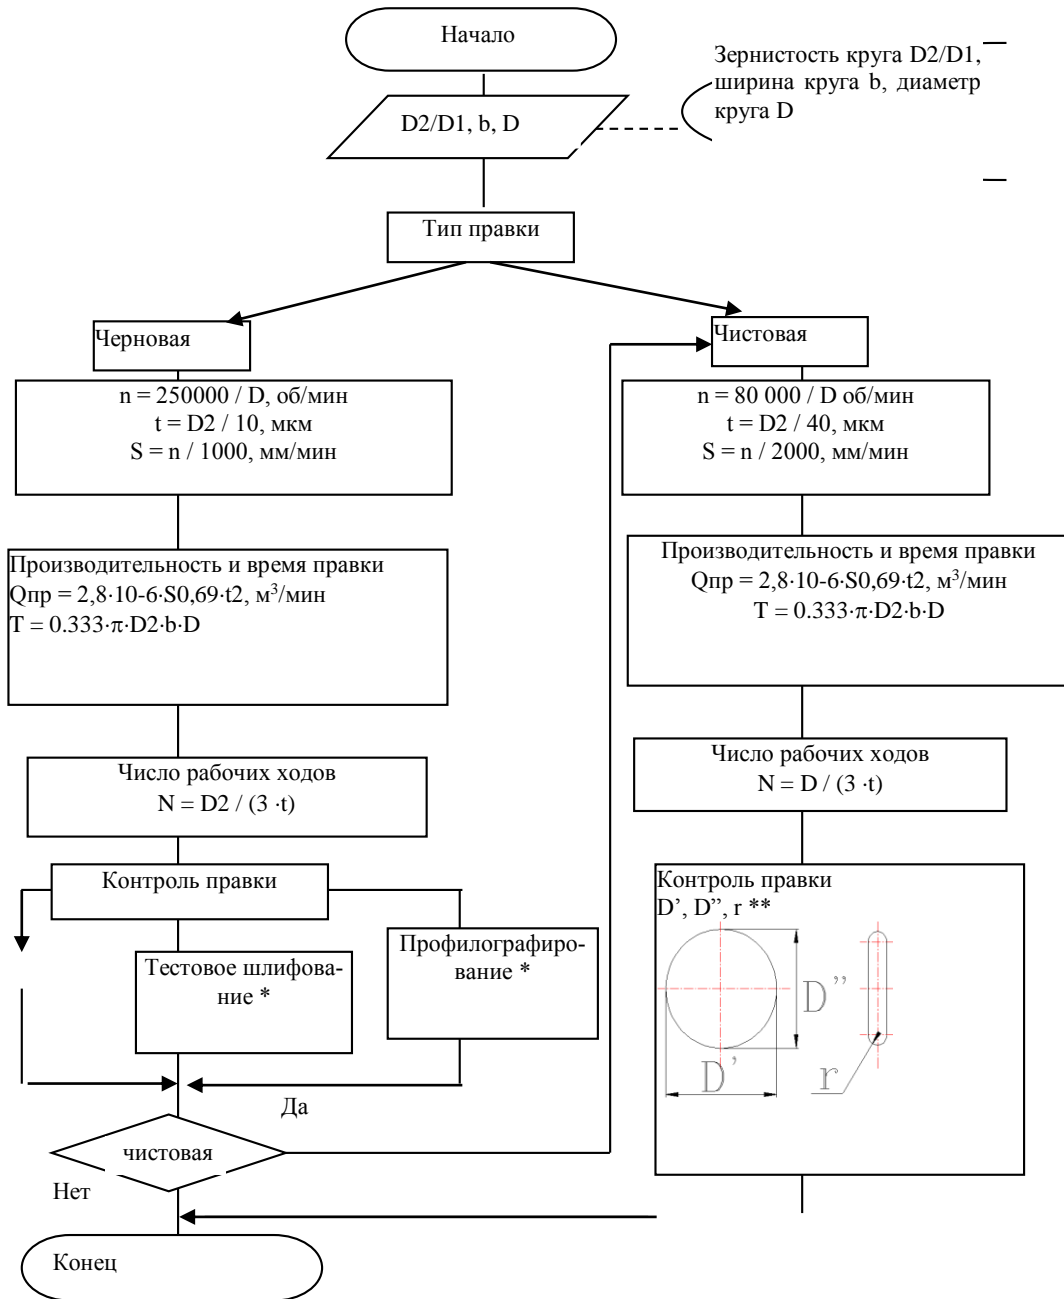 Начало
Зернистость круга D2/D1,
ширина круга b, диаметр
круга D
D2/D1, b, D
Тип правки
Черновая
n = 250000 / D, об/мин
t = D2 / 10, мкм
S = n / 1000, мм/мин
Производительность и время правки
Qпр = 2,8·10-6·S0,69·t2, м³/мин
T = 0.333·π·D2·b·D
Число рабочих ходов
N = D2 / (3 ·t)
Контроль правки
Тестовое шлифова-
ние *
Профилографиро-
вание *
Да
чистовая
Нет
Конец
Чистовая
n = 80 000 / D об/мин
t = D2 / 40, мкм
S = n / 2000, мм/мин
Производительность и время правки
Qпр = 2,8·10-6·S0,69·t2, м³/мин
T = 0.333·π·D2·b·D
Число рабочих ходов
N = D / (3 ·t)
Контроль правки
D’, D”, r **
D”
D’
r